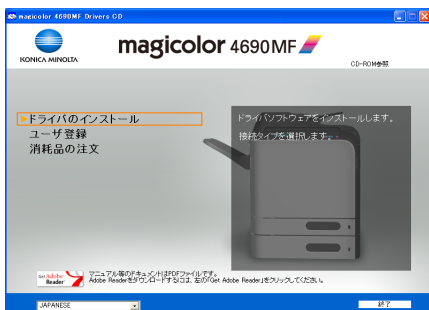 magicolor 4690MF Drivers CD
KONICA MINOLTA
magicolor 4690MF
CD-ROM参照
ドライバのインストール
ユーザ登録
消耗品の注文
ドライバソフトウェアをインストールします。
接続タイプを選択します。
Get Adobe Reader
マニュアル等のドキュメントはPDFファイルです。
Adobe Readerをダウンロードするには、左の「Get Adobe Reader」をクリックしてください。
JAPANESE
終了